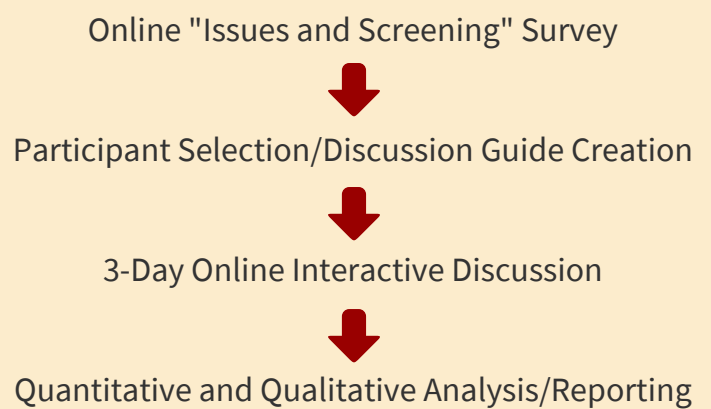 Online "Issues and Screening" Survey
Participant Selection/Discussion Guide Creation
3-Day Online Interactive Discussion
Quantitative and Qualitative Analysis/Reporting